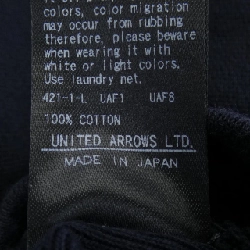 colors, color migration
may occur from rubbing
therefore, please beware
when wearing it with
white or light colors.
Use laundry net.
421-1-L UAF1 UAF8
100% COTTON
UNITED ARROWS LTD.
MADE IN JAPAN